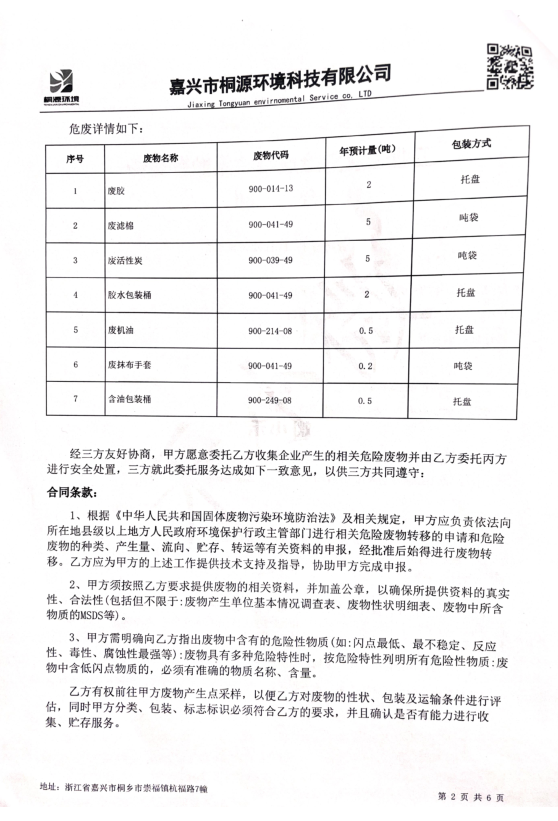 桐源环境
嘉兴市桐源环境科技有限公司
Jiaxing Tongyuan envirnomental Service co. LTD
危废详情如下：
序号 废物名称 废物代码 年预计量(吨) 包装方式
1 废胶 900-014-13 2 托盘
2 废滤棉 900-041-49 5 吨袋
3 废活性炭 900-039-49 5 吨袋
4 胶水包装桶 900-041-49 2 托盘
5 废机油 900-214-08 0.5 托盘
6 废抹布手套 900-041-49 0.2 吨袋
7 含油包装桶 900-249-08 0.5 托盘
经三方友好协商，甲方愿意委托乙方收集企业产生的相关危险废物并由乙方委托丙方
进行安全处置，三方就此委托服务达成如下一致意见，以供三方共同遵守：
合同条款：
1、根据《中华人民共和国固体废物污染环境防治法》及相关规定，甲方应负责依法向
所在地县级以上地方人民政府环境保护行政主管部门进行相关危险废物转移的申请和危险
废物的种类、产生量、流向、贮存、转运等有关资料的申报，经批准后始得进行废物转
移。乙方应为甲方的上述工作提供技术支持及指导，协助甲方完成申报。
2、甲方须按照乙方要求提供废物的相关资料，并加盖公章，以确保所提供资料的真实
性、合法性(包括但不限于:废物产生单位基本情况调查表、废物性状明细表、废物中所含
物质的MSDS等)。
3、甲方需明确向乙方指出废物中含有的危险性物质(如:闪点最低、最不稳定、反应
性、毒性、腐蚀性最强等):废物具有多种危险特性时，按危险特性列明所有危险性物质:废
物中含低闪点物质的，必须有准确的物质名称、含量。
乙方有权前往甲方废物产生点采样，以便乙方对废物的性状、包装及运输条件进行评
估，同时甲方分类、包装、标志标识必须符合乙方的要求，并且确认是否有能力进行收
集、贮存服务。
地址：浙江省嘉兴市桐乡市崇福镇杭福路7幢
第 2 页 共 6 页